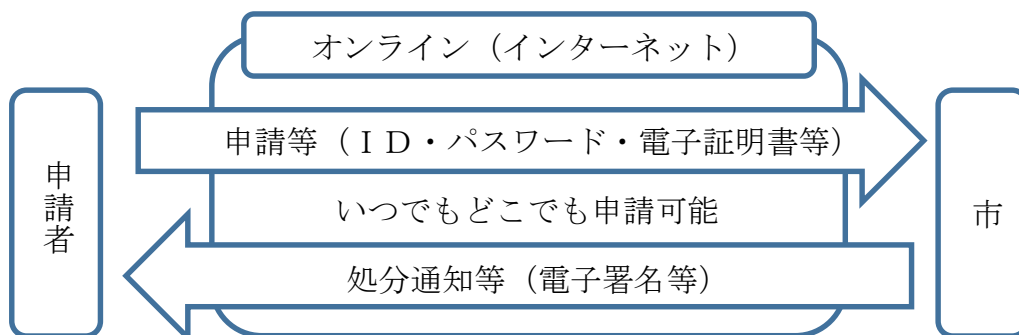 オンライン（インターネット）
申請者
申請等（ＩＤ・パスワード・電子証明書等）
いつでもどこでも申請可能
処分通知等（電子署名等）
市